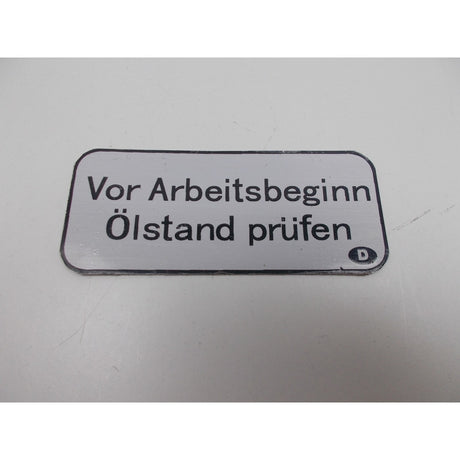 Vor Arbeitsbeginn
Ölstand prüfen
D